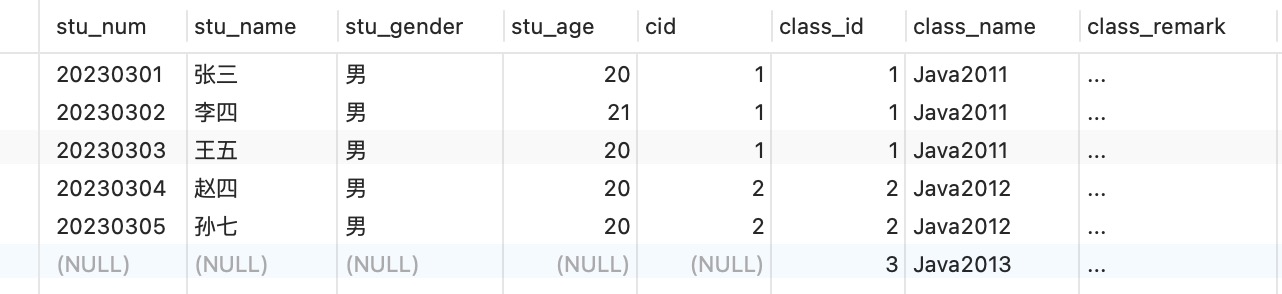 stu_num stu_name stu_gender stu_age cid class_id class_name class_remark
20230301 张三 男 20 1 1 Java2011 ...
20230302 李四 男 21 1 1 Java2011 ...
20230303 王五 男 20 1 1 Java2011 ...
20230304 赵四 男 20 2 2 Java2012 ...
20230305 孙七 男 20 2 2 Java2012 ...
(NULL) (NULL) (NULL) (NULL) (NULL) 3 Java2013 ...